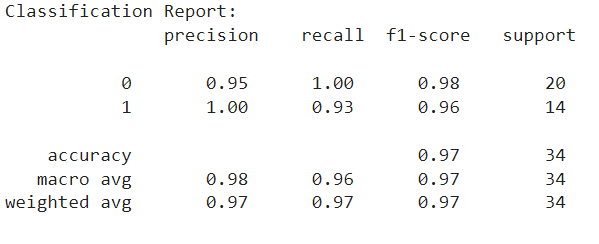 Classification Report:
precision recall f1-score support
0 0.95 1.00 0.98 20
1 1.00 0.93 0.96 14
accuracy 0.97 34
macro avg 0.98 0.96 0.97 34
weighted avg 0.97 0.97 0.97 34